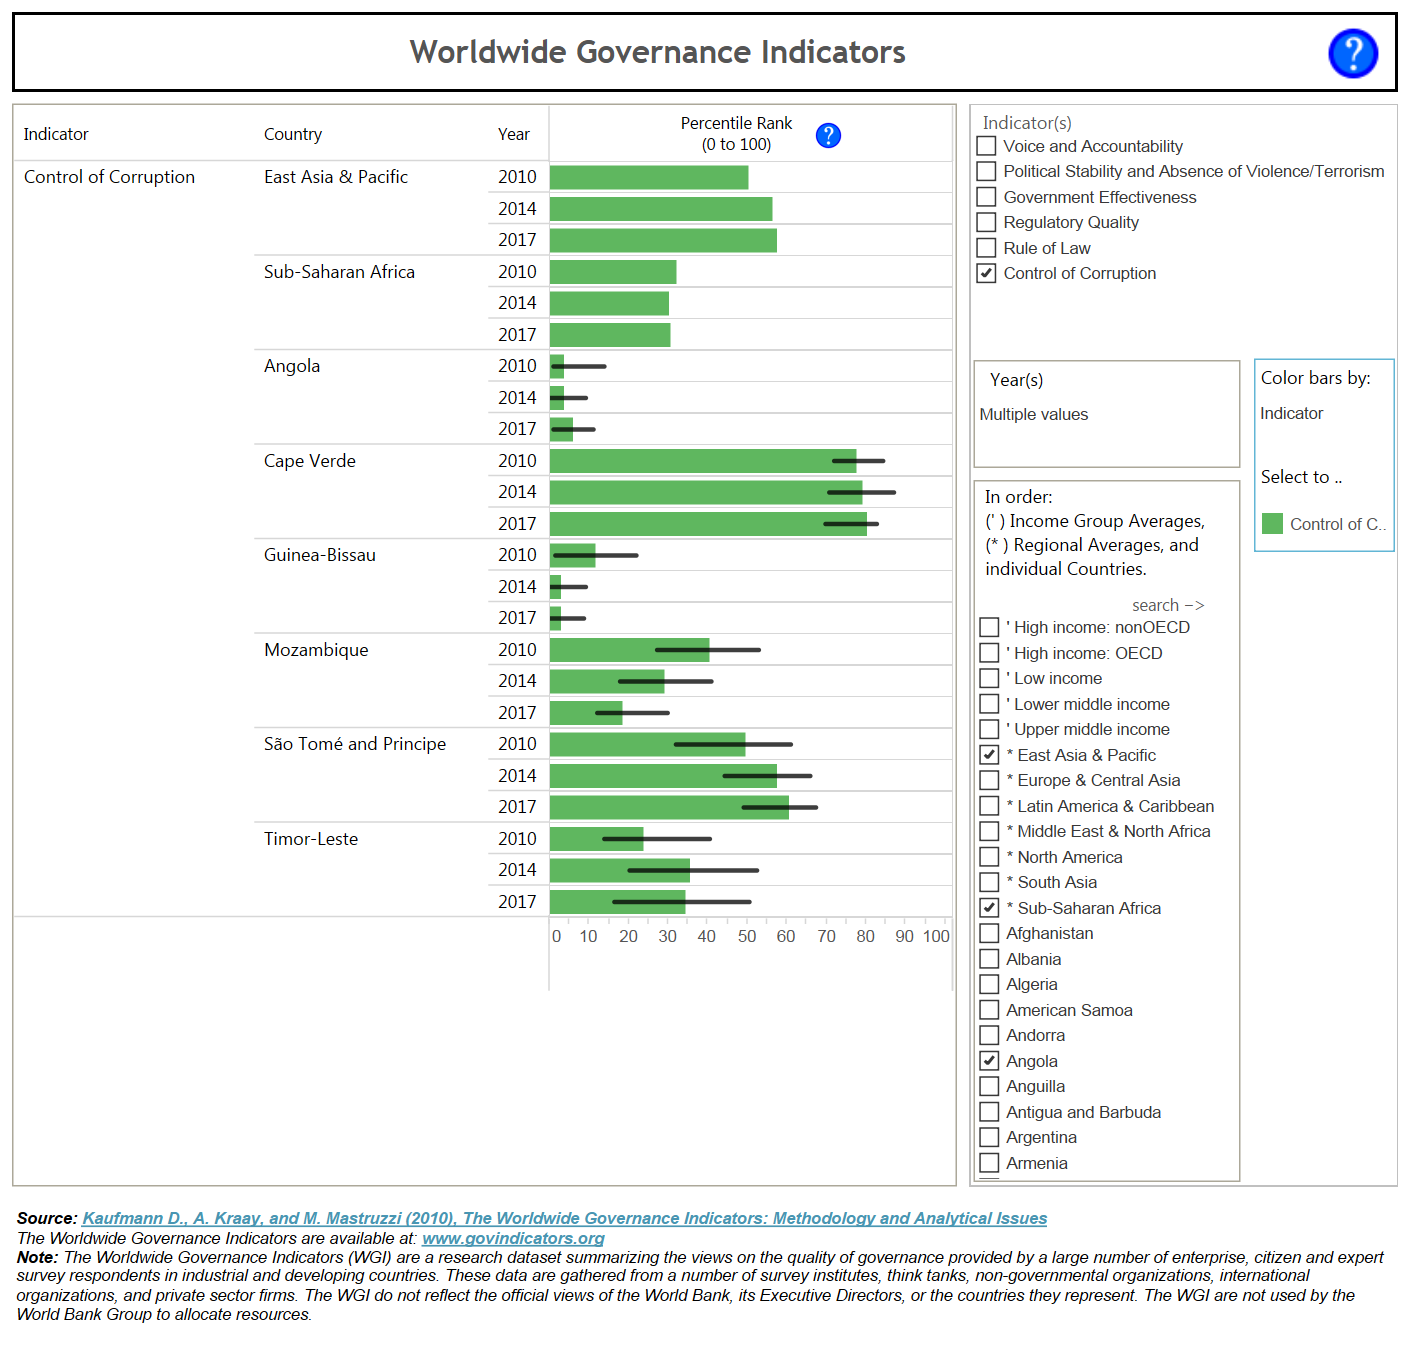 Worldwide Governance Indicators
?
Indicator
Country
Year
Percentile Rank
(0 to 100)
?
Control of Corruption
East Asia & Pacific
2010
2014
2017
Sub-Saharan Africa
2010
2014
2017
Angola
2010
2014
2017
Cape Verde
2010
2014
2017
Guinea-Bissau
2010
2014
2017
Mozambique
2010
2014
2017
São Tomé and Principe
2010
2014
2017
Timor-Leste
2010
2014
2017
0 10 20 30 40 50 60 70 80 90 100
Indicator(s)
Voice and Accountability
Political Stability and Absence of Violence/Terrorism
Government Effectiveness
Regulatory Quality
Rule of Law
Control of Corruption
Year(s)
Multiple values
Color bars by:
Indicator
Select to ..
Control of C..
In order:
(' ) Income Group Averages,
(* ) Regional Averages, and
individual Countries.
search -->
' High income: nonOECD
' High income: OECD
' Low income
' Lower middle income
' Upper middle income
* East Asia & Pacific
* Europe & Central Asia
* Latin America & Caribbean
* Middle East & North Africa
* North America
* South Asia
* Sub-Saharan Africa
Afghanistan
Albania
Algeria
American Samoa
Andorra
Angola
Anguilla
Antigua and Barbuda
Argentina
Armenia
Source: Kaufmann D., A. Kraay, and M. Mastruzzi (2010), The Worldwide Governance Indicators: Methodology and Analytical Issues
The Worldwide Governance Indicators are available at: www.govindicators.org
Note: The Worldwide Governance Indicators (WGI) are a research dataset summarizing the views on the quality of governance provided by a large number of enterprise, citizen and expert
survey respondents in industrial and developing countries. These data are gathered from a number of survey institutes, think tanks, non-governmental organizations, international
organizations, and private sector firms. The WGI do not reflect the official views of the World Bank, its Executive Directors, or the countries they represent. The WGI are not used by the
World Bank Group to allocate resources.